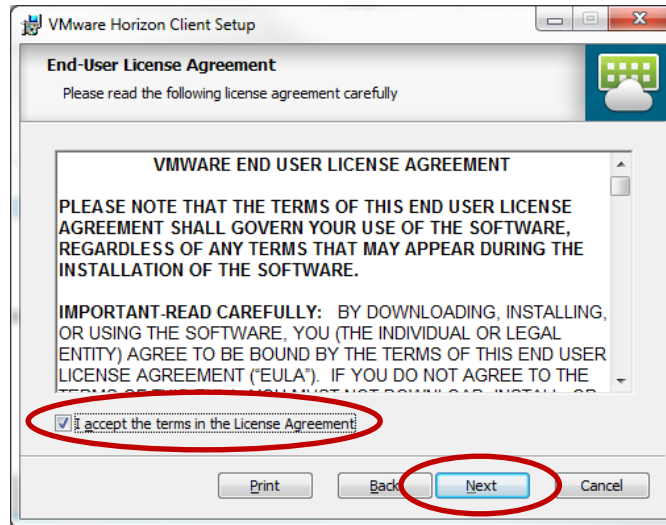 VMware Horizon Client Setup
End-User License Agreement
Please read the following license agreement carefully
VMWARE END USER LICENSE AGREEMENT
PLEASE NOTE THAT THE TERMS OF THIS END USER LICENSE
AGREEMENT SHALL GOVERN YOUR USE OF THE SOFTWARE,
REGARDLESS OF ANY TERMS THAT MAY APPEAR DURING THE
INSTALLATION OF THE SOFTWARE.
IMPORTANT-READ CAREFULLY: BY DOWNLOADING, INSTALLING,
OR USING THE SOFTWARE, YOU (THE INDIVIDUAL OR LEGAL
ENTITY) AGREE TO BE BOUND BY THE TERMS OF THIS END USER
LICENSE AGREEMENT (“EULA”). IF YOU DO NOT AGREE TO THE
I accept the terms in the License Agreement
Print Back Next Cancel